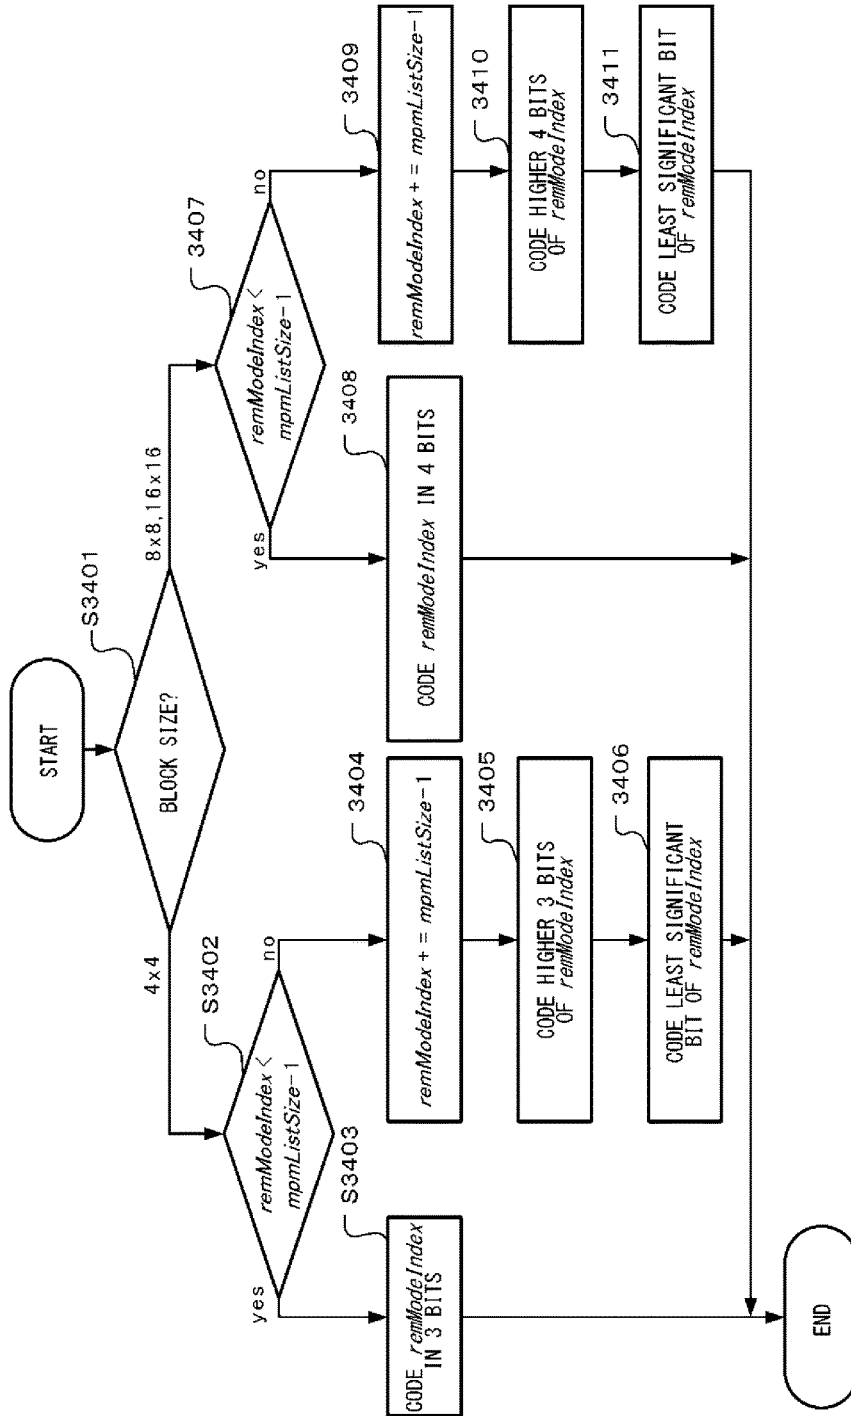 START
BLOCK SIZE?
S3401
4x4
8x8,16x16
remModeIndex <
mpmListSize-1
S3402
yes
no
CODE remModeIndex
IN 3 BITS
S3403
remModeIndex + = mpmListSize-1
3404
CODE HIGHER 3 BITS
OF remModeIndex
3405
CODE LEAST SIGNIFICANT
BIT OF remModeIndex
3406
remModeIndex <
mpmListSize-1
3407
yes
no
CODE remModeIndex IN 4 BITS
3408
remModeIndex + = mpmListSize-1
3409
CODE HIGHER 4 BITS
OF remModeIndex
3410
CODE LEAST SIGNIFICANT BIT
OF remModeIndex
3411
END